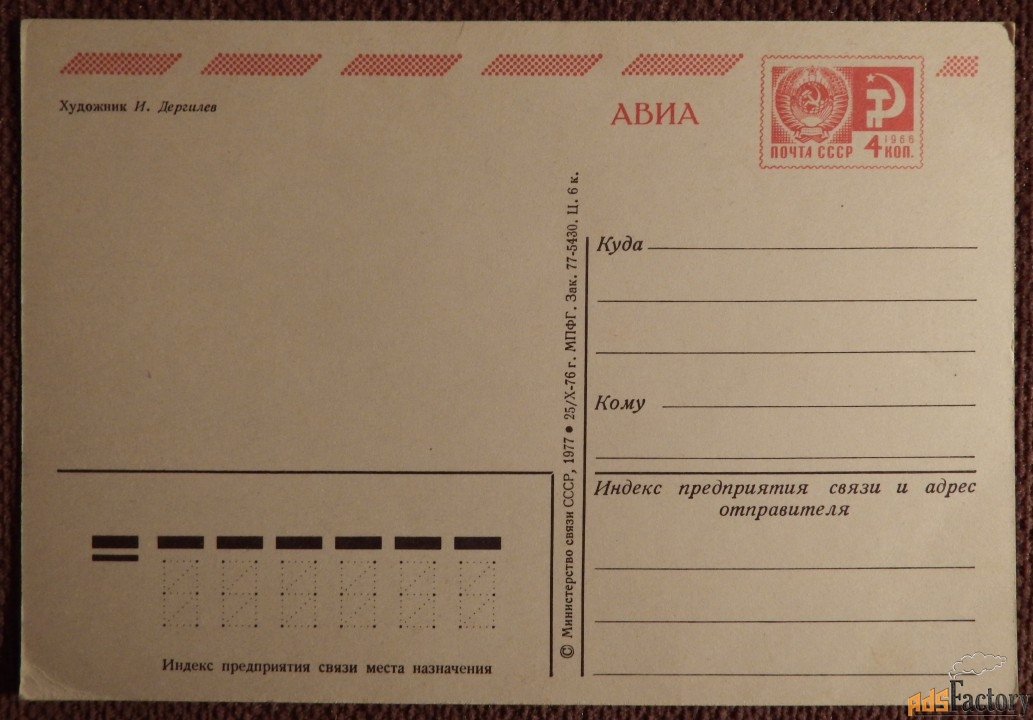 Художник И. Дергилев
АВИА
1966
ПОЧТА СССР 4 КОП.
© Министерство связи СССР, 1977 • 25/X-76 г. МПФГ. Зак. 77-5430. Ц. 6 к.
Куда
Кому
Индекс предприятия связи и адрес
отправителя
Индекс предприятия связи места назначения
AdsFactory